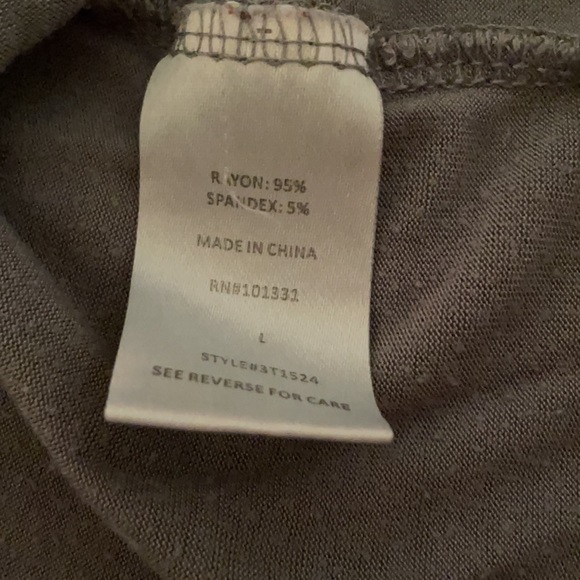 RAYON: 95%
SPANDEX: 5%
MADE IN CHINA
RN#101331
L
STYLE#3T1524
SEE REVERSE FOR CARE